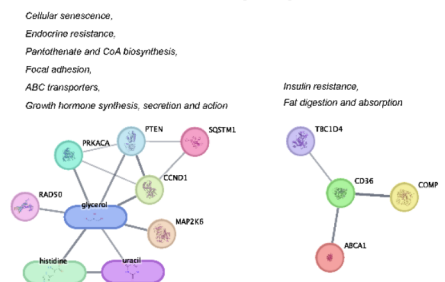 Cellular senescence,
Endocrine resistance,
Pantothenate and CoA biosynthesis,
Focal adhesion,
ABC transporters,
Growth hormone synthesis, secretion and action
Insulin resistance,
Fat digestion and absorption
PRKACA
PTEN
SQSTM1
CCND1
RAD50
glycerol
MAP2K6
histidine
uracil
TBC1D4
CD36
COMP
ABCA1